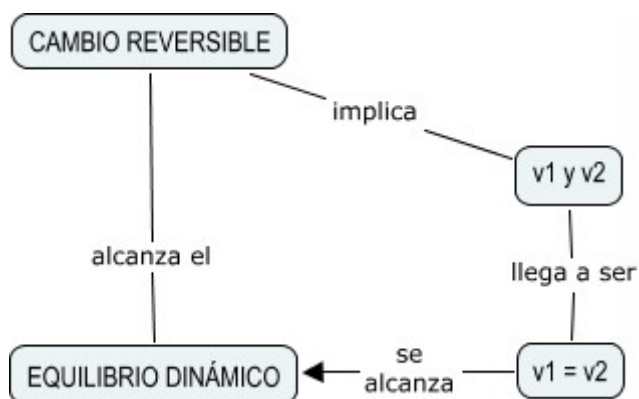 CAMBIO REVERSIBLE
implica
v1 y v2
alcanza el
llega a ser
EQUILIBRIO DINÁMICO
se
alcanza
v1 = v2